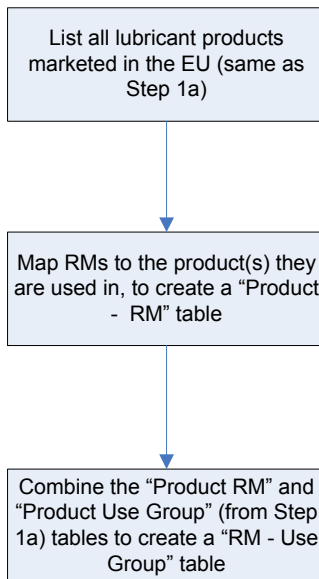 List all lubricant products
marketed in the EU (same as
Step 1a)
Map RMs to the product(s) they
are used in, to create a “Product
- RM” table
Combine the “Product RM” and
“Product Use Group” (from Step
1a) tables to create a “RM - Use
Group” table